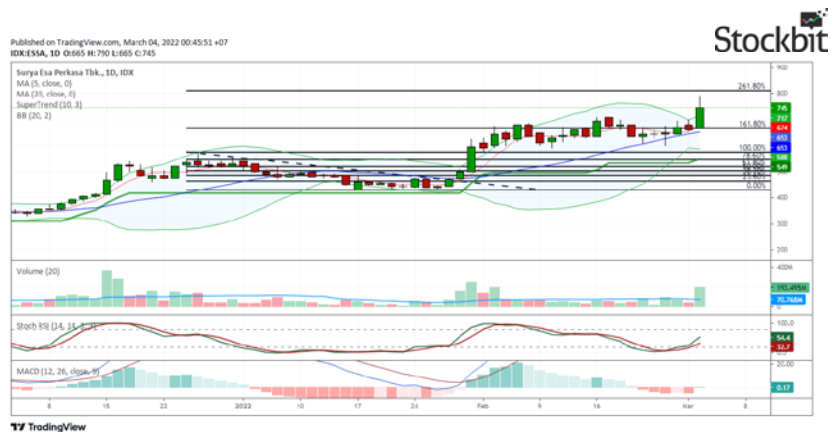 Stockbit
Published on TradingView.com, March 04, 2022 00:45:51 +07
IDX:ESSA, 1D O:665 H:790 L:665 C:745
Surya Esa Perkasa Tbk., 1D, IDX
MA (5, close, 0)
MA (20, close, 0)
SuperTrend (10, 3)
BB (20, 2)
900
800
261.80%
745
717
161.80%
674
653
653
100.00%
588
78.60%
549
0.00%
400
300
200
Volume (20)
400M
193.495M
70.768M
Stoch RSI (14, 14, 3, 3)
100.0
54.4
32.7
MACD (12, 26, close, 9)
20.00
0.17
8
15
22
2022
10
17
24
Feb
9
16
Mar
8
TradingView